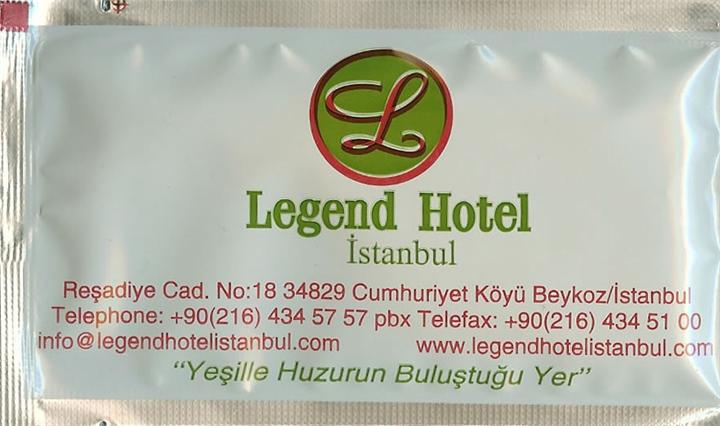 L
Legend Hotel
İstanbul
Reşadiye Cad. No:18 34829 Cumhuriyet Köyü Beykoz/İstanbul
Telephone: +90(216) 434 57 57 pbx Telefax: +90(216) 434 51 00
info@legendhotelistanbul.com www.legendhotelistanbul.com
“Yeşille Huzurun Buluştuğu Yer”